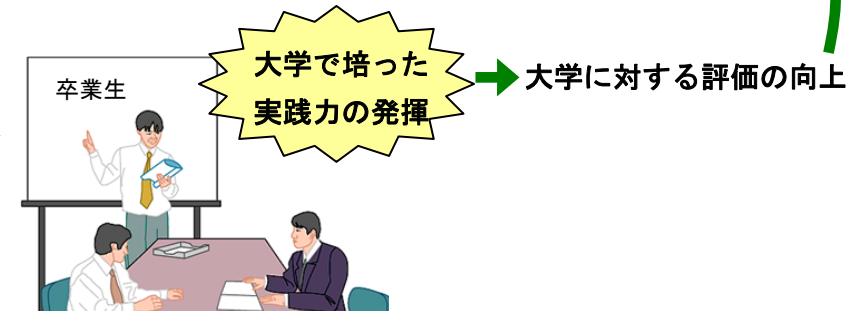 卒業生
大学で培った
実践力の発揮
大学に対する評価の向上